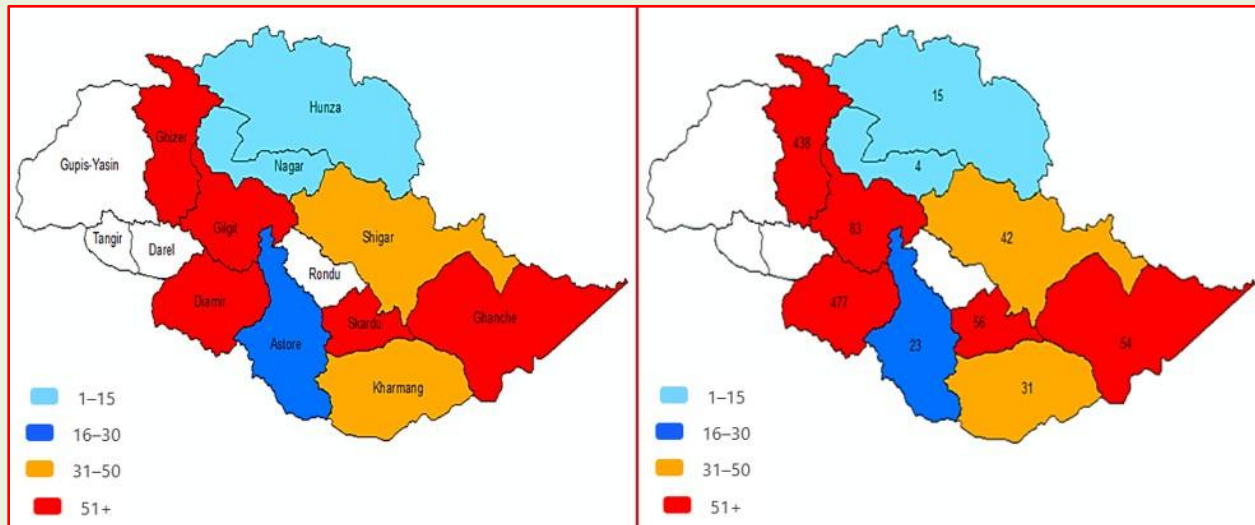 Hunza
Ghizer
Nagar
Gupis-Yasin
Gilgit
Shigar
Tangir
Darel
Rondu
Diamir
Skardu
Ghanche
Astore
Kharmang
1–15
16–30
31–50
51+
15
438
4
83
42
477
56
54
23
31
1–15
16–30
31–50
51+